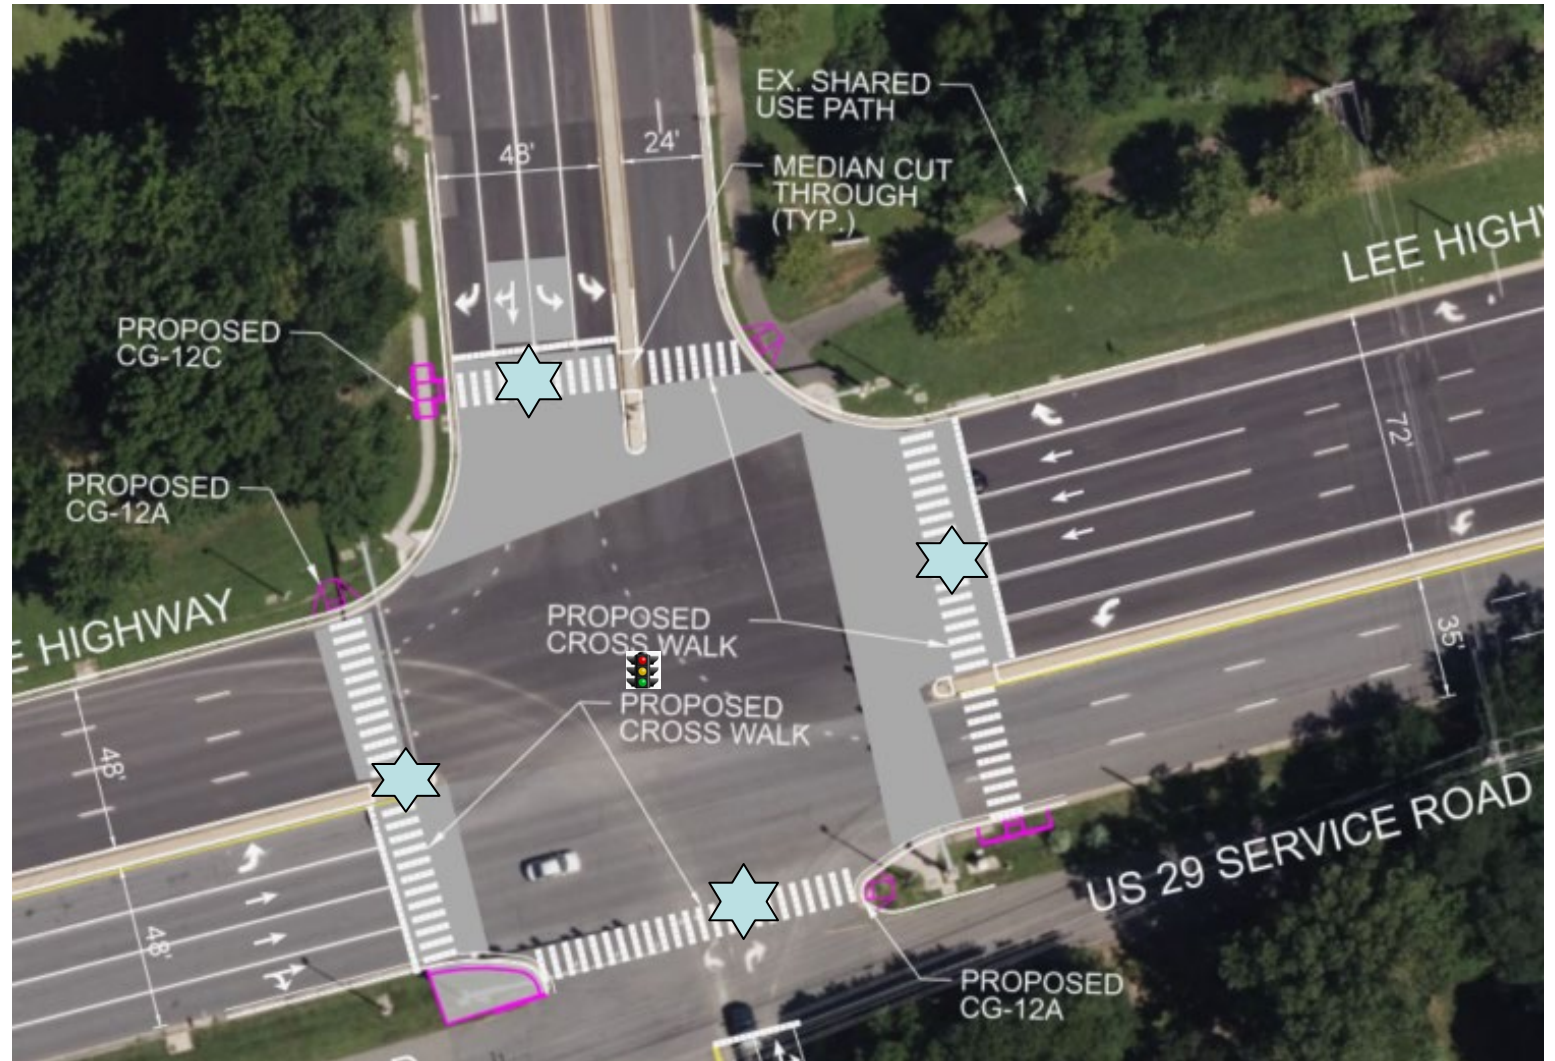 EX. SHARED
USE PATH
48'
24'
MEDIAN CUT
THROUGH
(TYP.)
LEE HIGHW
PROPOSED
CG-12C
72'
PROPOSED
CG-12A
E HIGHWAY
PROPOSED
CROSS WALK
35'
PROPOSED
CROSS WALK
48'
US 29 SERVICE ROAD
48'
PROPOSED
CG-12A